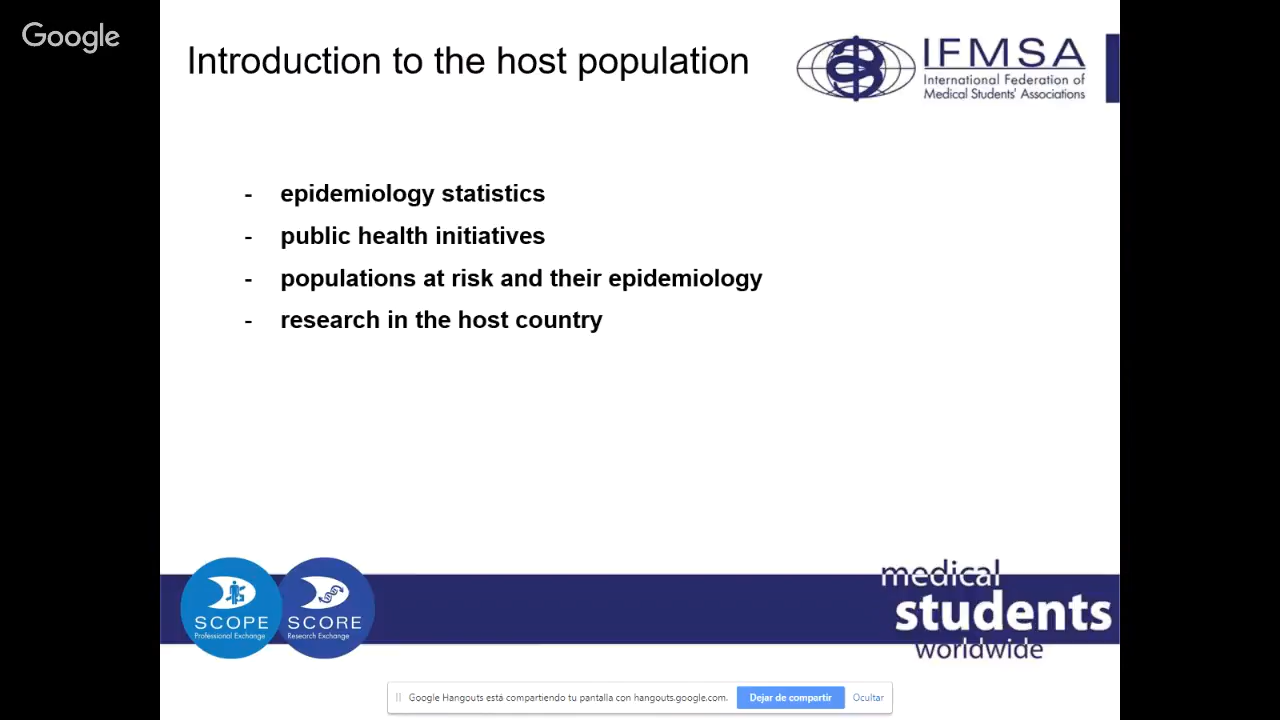 Google
Introduction to the host population
IFMSA
International Federation of
Medical Students' Associations
- epidemiology statistics
- public health initiatives
- populations at risk and their epidemiology
- research in the host country
SCOPE
Professional Exchange
SCORE
Research Exchange
medical
students
worldwide
Google Hangouts está compartiendo tu pantalla con hangouts.google.com.
Dejar de compartir
Ocultar